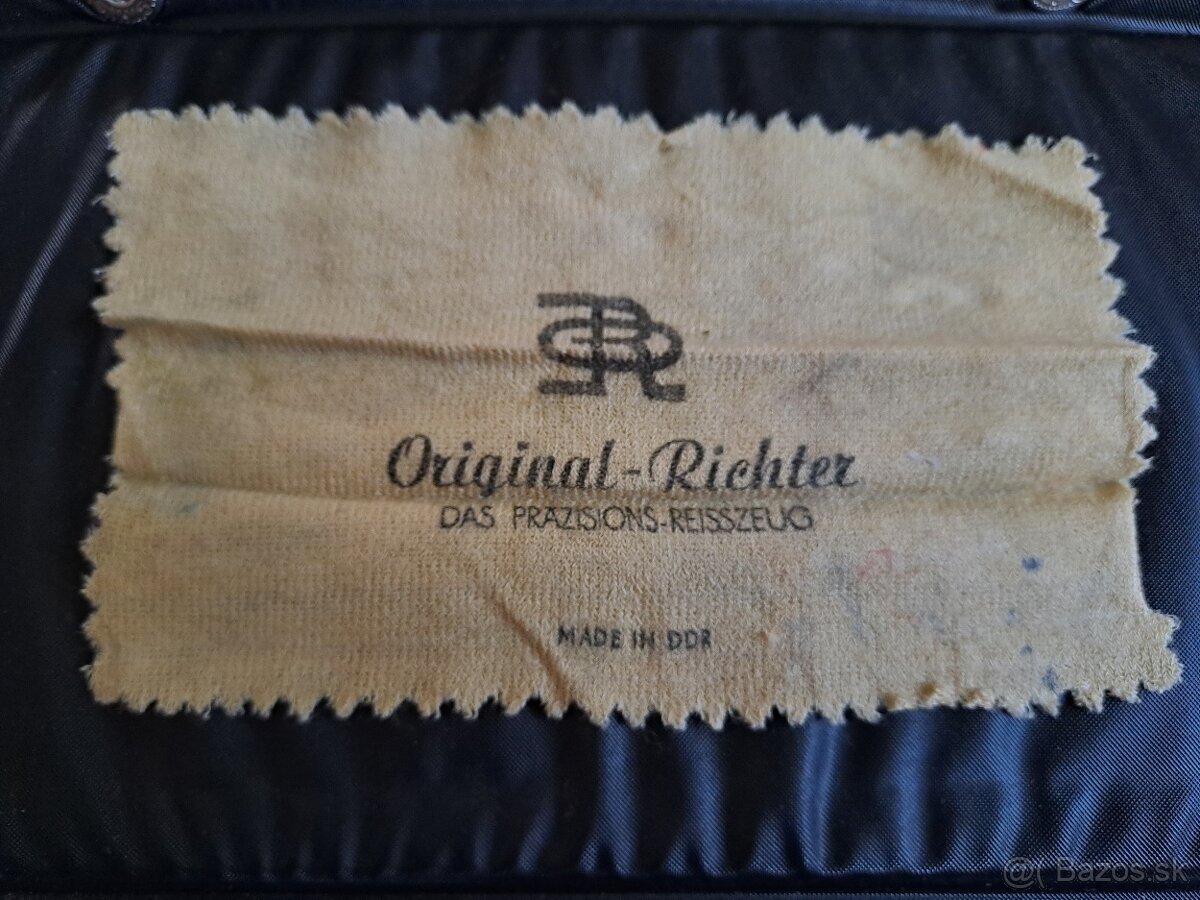 Original-Richter
DAS PRÄZISIONS-REISSZEUG
MADE IN DDR
@( Bazos.sk